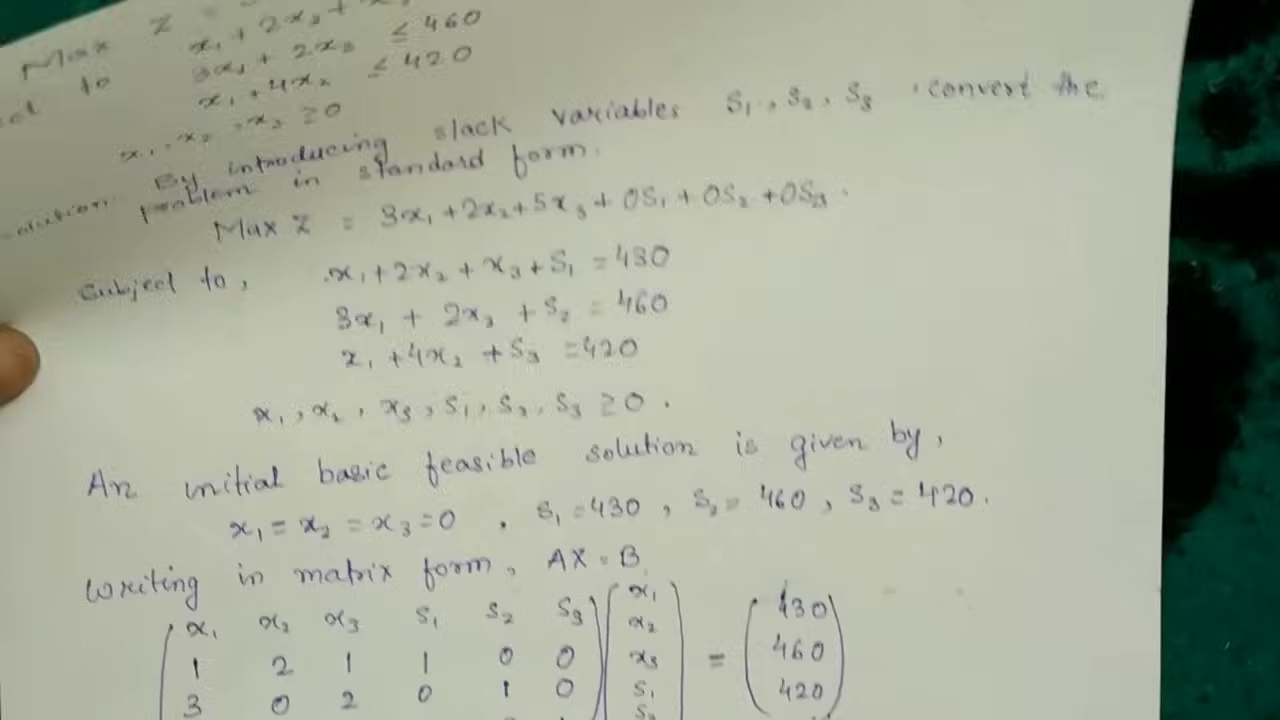 Max Z =
x₁ + 2x₂ +
to 3x₁ + 2x₃ ≤ 460
x₁ + 4x₂ ≤ 420
x₁, x₂, x₃ ≥ 0
By introducing slack variables S₁, S₂, S₃ convert the
problem in standard form.
Max Z = 3x₁ + 2x₂ + 5x₃ + 0S₁ + 0S₂ + 0S₃.
Subject to, x₁ + 2x₂ + x₃ + S₁ = 430
3x₁ + 2x₃ + S₂ = 460
x₁ + 4x₂ + S₃ = 420
x₁, x₂, x₃, S₁, S₂, S₃ ≥ 0.
An initial basic feasible solution is given by,
x₁ = x₂ = x₃ = 0, S₁ = 430, S₂ = 460, S₃ = 420.
Writing in matrix form, AX = B
x₁ x₂ x₃ S₁ S₂ S₃ x₁
x₂ 430
1 2 1 1 0 0 x₃ = 460
3 0 2 0 1 0 S₁ 420
S₂